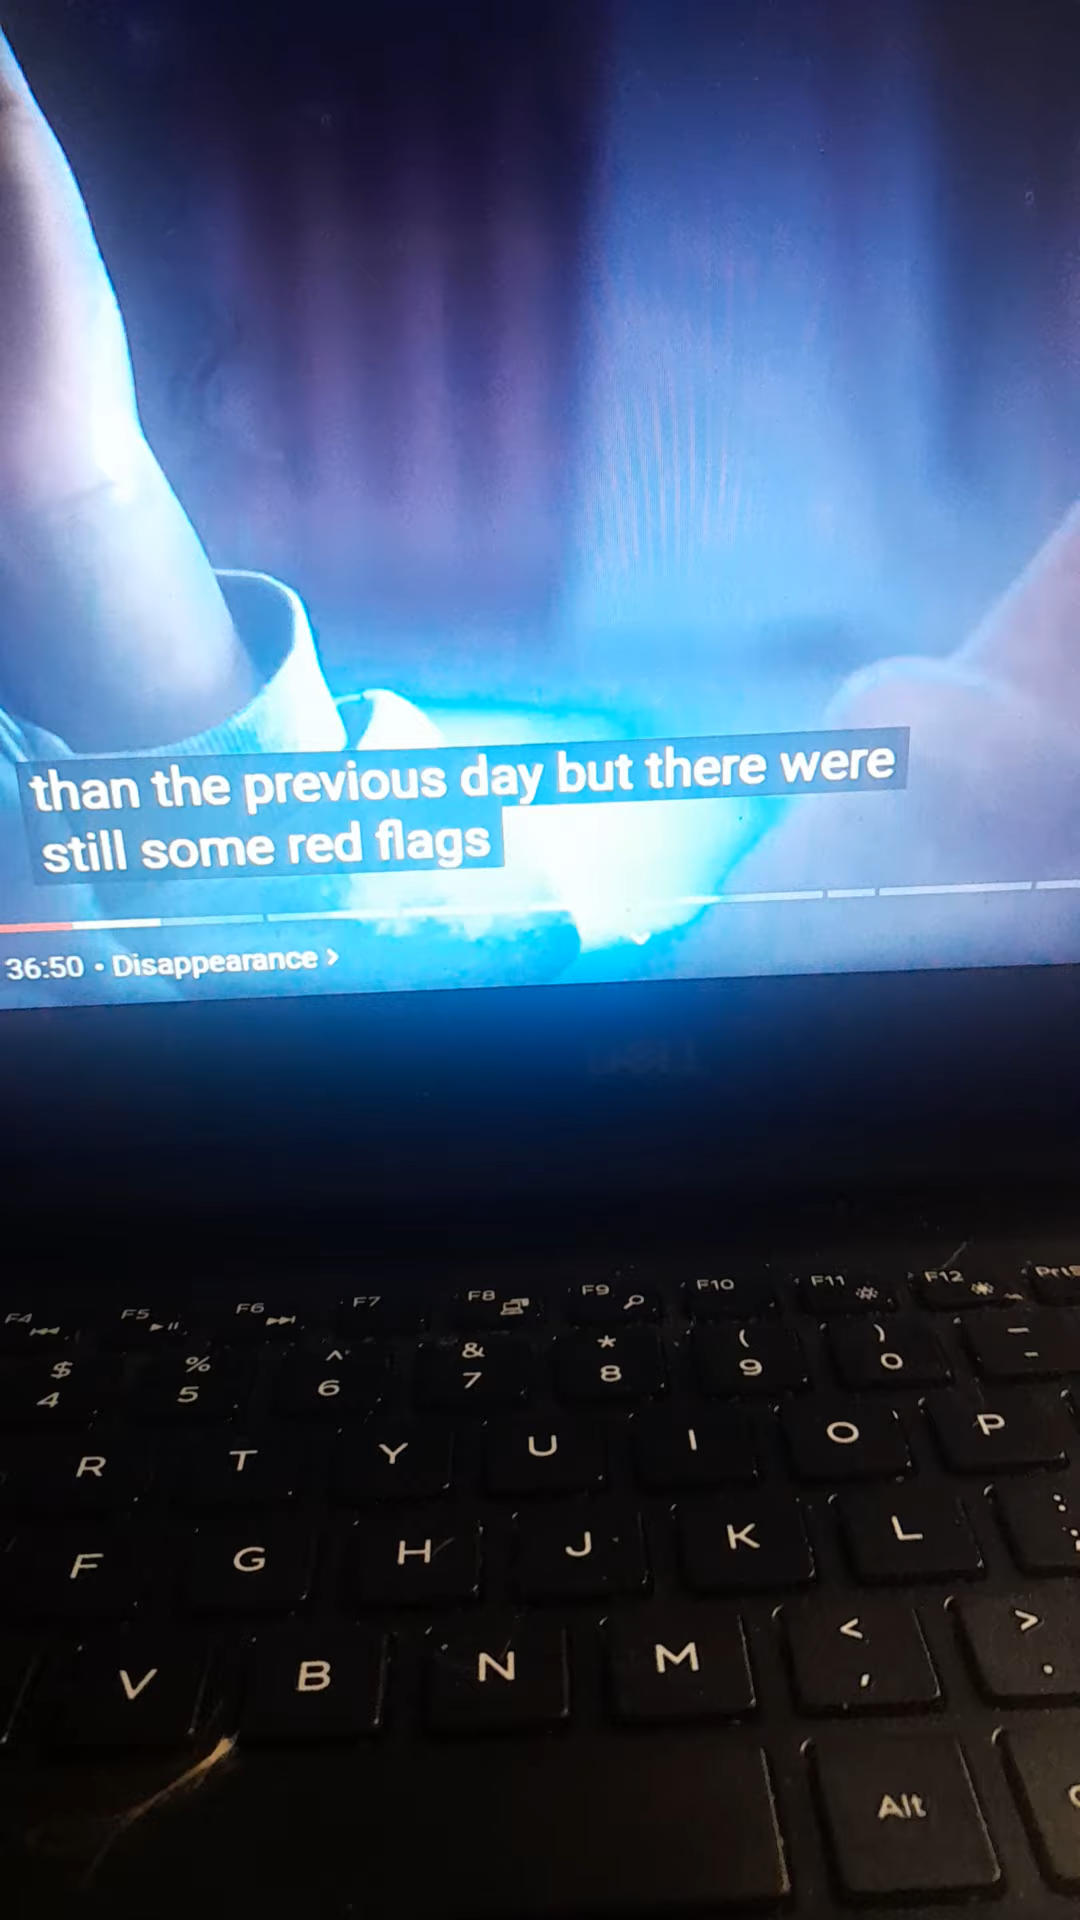 than the previous day but there were
still some red flags
36:50 • Disappearance >
F4 F5 F6 F7 F8 F9 F10 F11 F12
$ % ^ & * ( ) _
4 5 6 7 8 9 0 -
R T Y U I O P
F G H J K L :
V B N M < >
, .
Alt